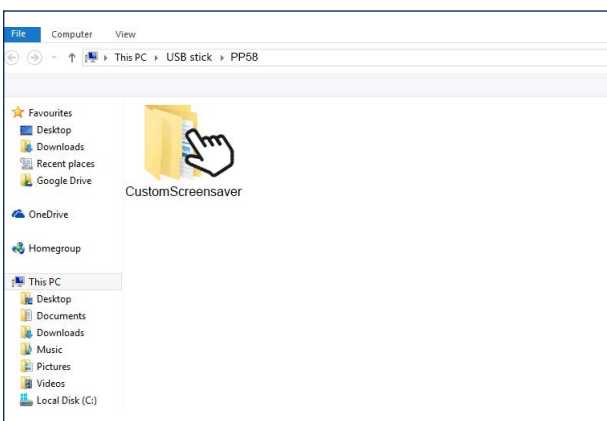 File Computer View
This PC USB stick PP58
Favourites
Desktop
Downloads
Recent places
Google Drive
CustomScreensaver
OneDrive
Homegroup
This PC
Desktop
Documents
Downloads
Music
Pictures
Videos
Local Disk (C:)